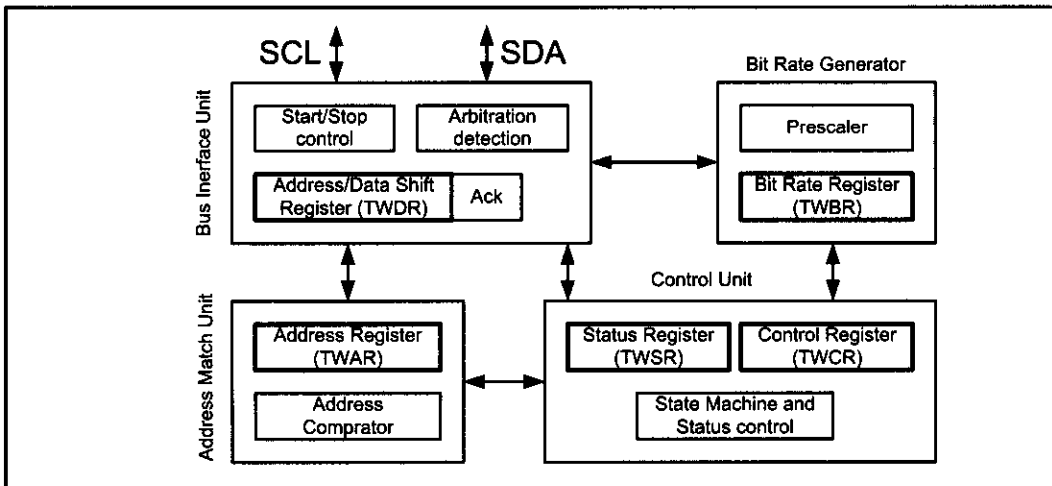 SCL
SDA
Bit Rate Generator
Bus Inerface Unit
Start/Stop
control
Arbitration
detection
Prescaler
Address/Data Shift
Register (TWDR)
Ack
Bit Rate Register
(TWBR)
Control Unit
Address Match Unit
Address Register
(TWAR)
Status Register
(TWSR)
Control Register
(TWCR)
Address
Comprator
State Machine and
Status control